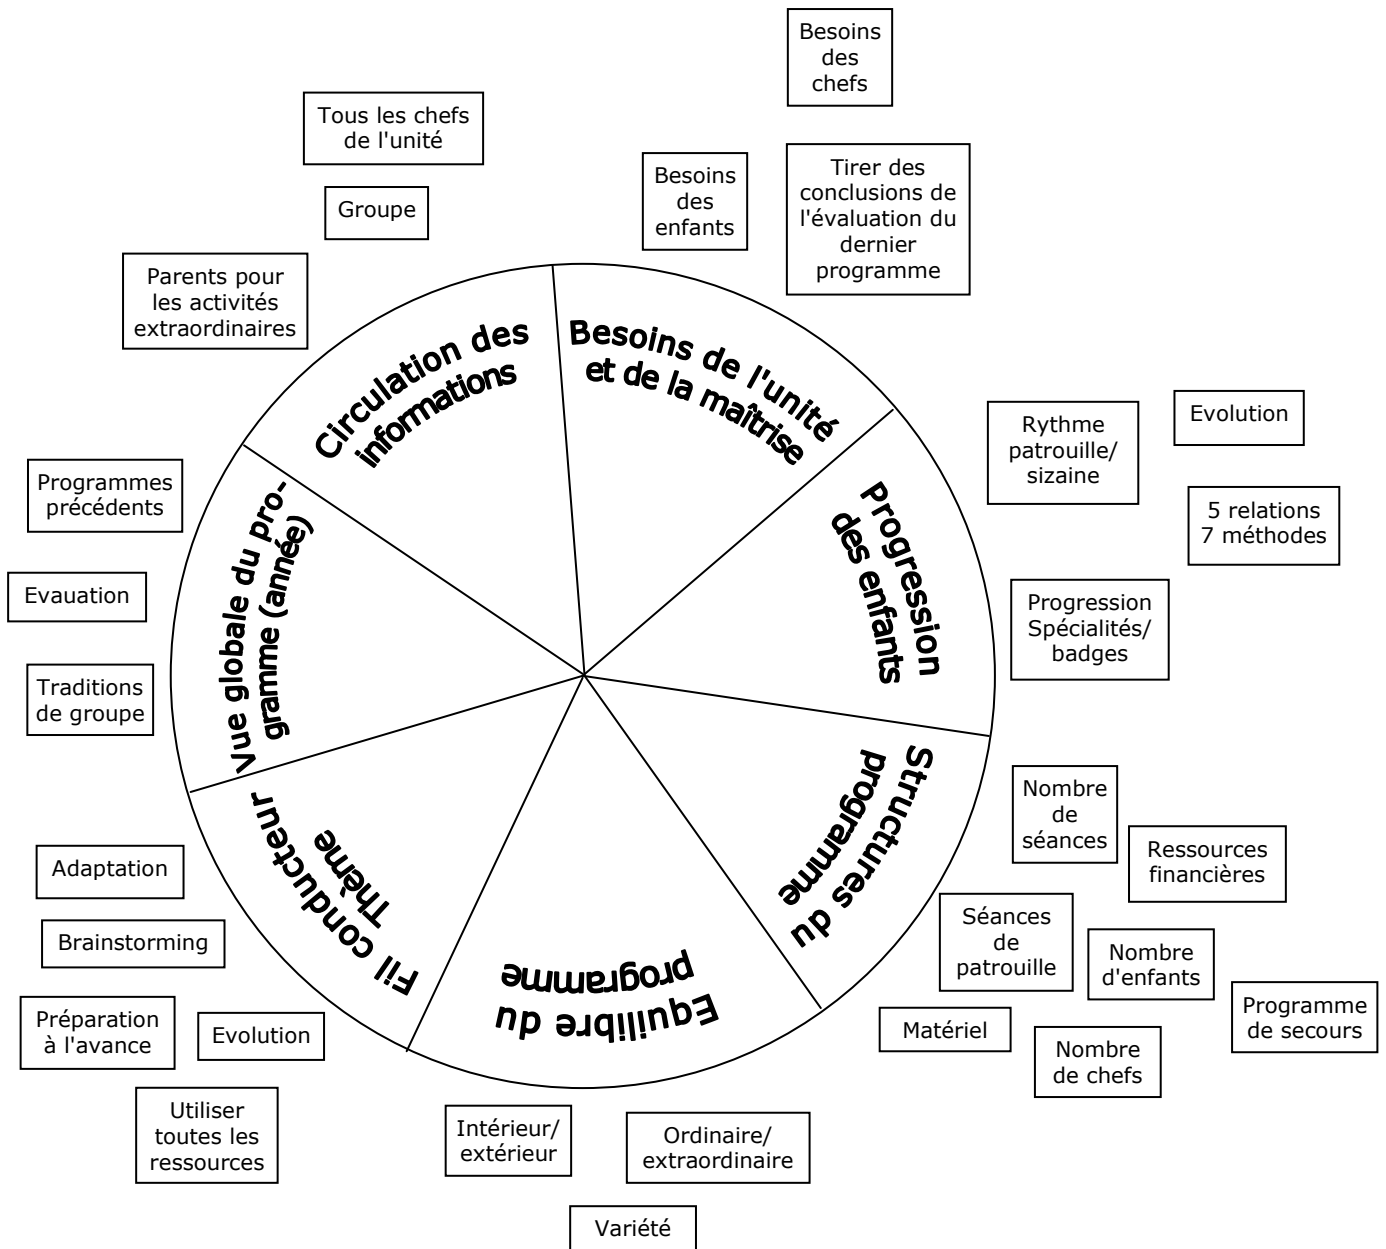 Besoins
des
chefs
Tous les chefs
de l'unité
Groupe
Parents pour
les activités
extraordinaires
Besoins
des
enfants
Tirer des
conclusions de
l'évaluation du
dernier
programme
Circulation des
informations
Besoins de l'unité
et de la maîtrise
Rythme
patrouille/
sizaine
Evolution
5 relations
7 méthodes
Progression
Spécialités/
badges
Progression
des enfants
Programmes
précédents
Evauation
Traditions
de groupe
Vue globale du pro-
gramme (année)
Structures du
programme
Nombre
de
séances
Ressources
financières
Séances
de
patrouille
Nombre
d'enfants
Programme
de secours
Matériel
Nombre
de chefs
Fil conducteur
Thème
Adaptation
Brainstorming
Préparation
à l'avance
Evolution
Utiliser
toutes les
ressources
Equilibre du
programme
Intérieur/
extérieur
Ordinaire/
extraordinaire
Variété